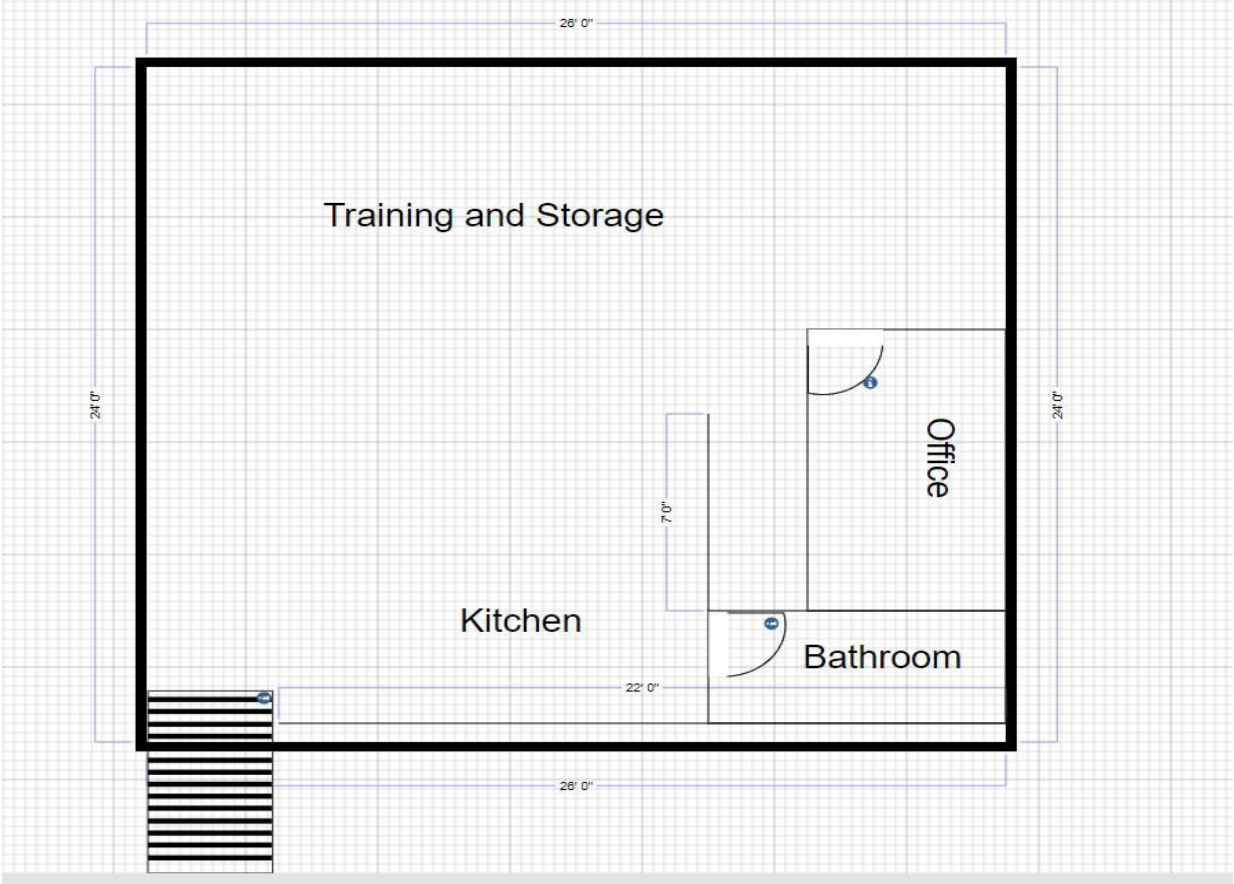 26' 0"
Training and Storage
24' 0"
24' 0"
Office
7' 0"
Kitchen
Bathroom
22' 0"
26' 0"